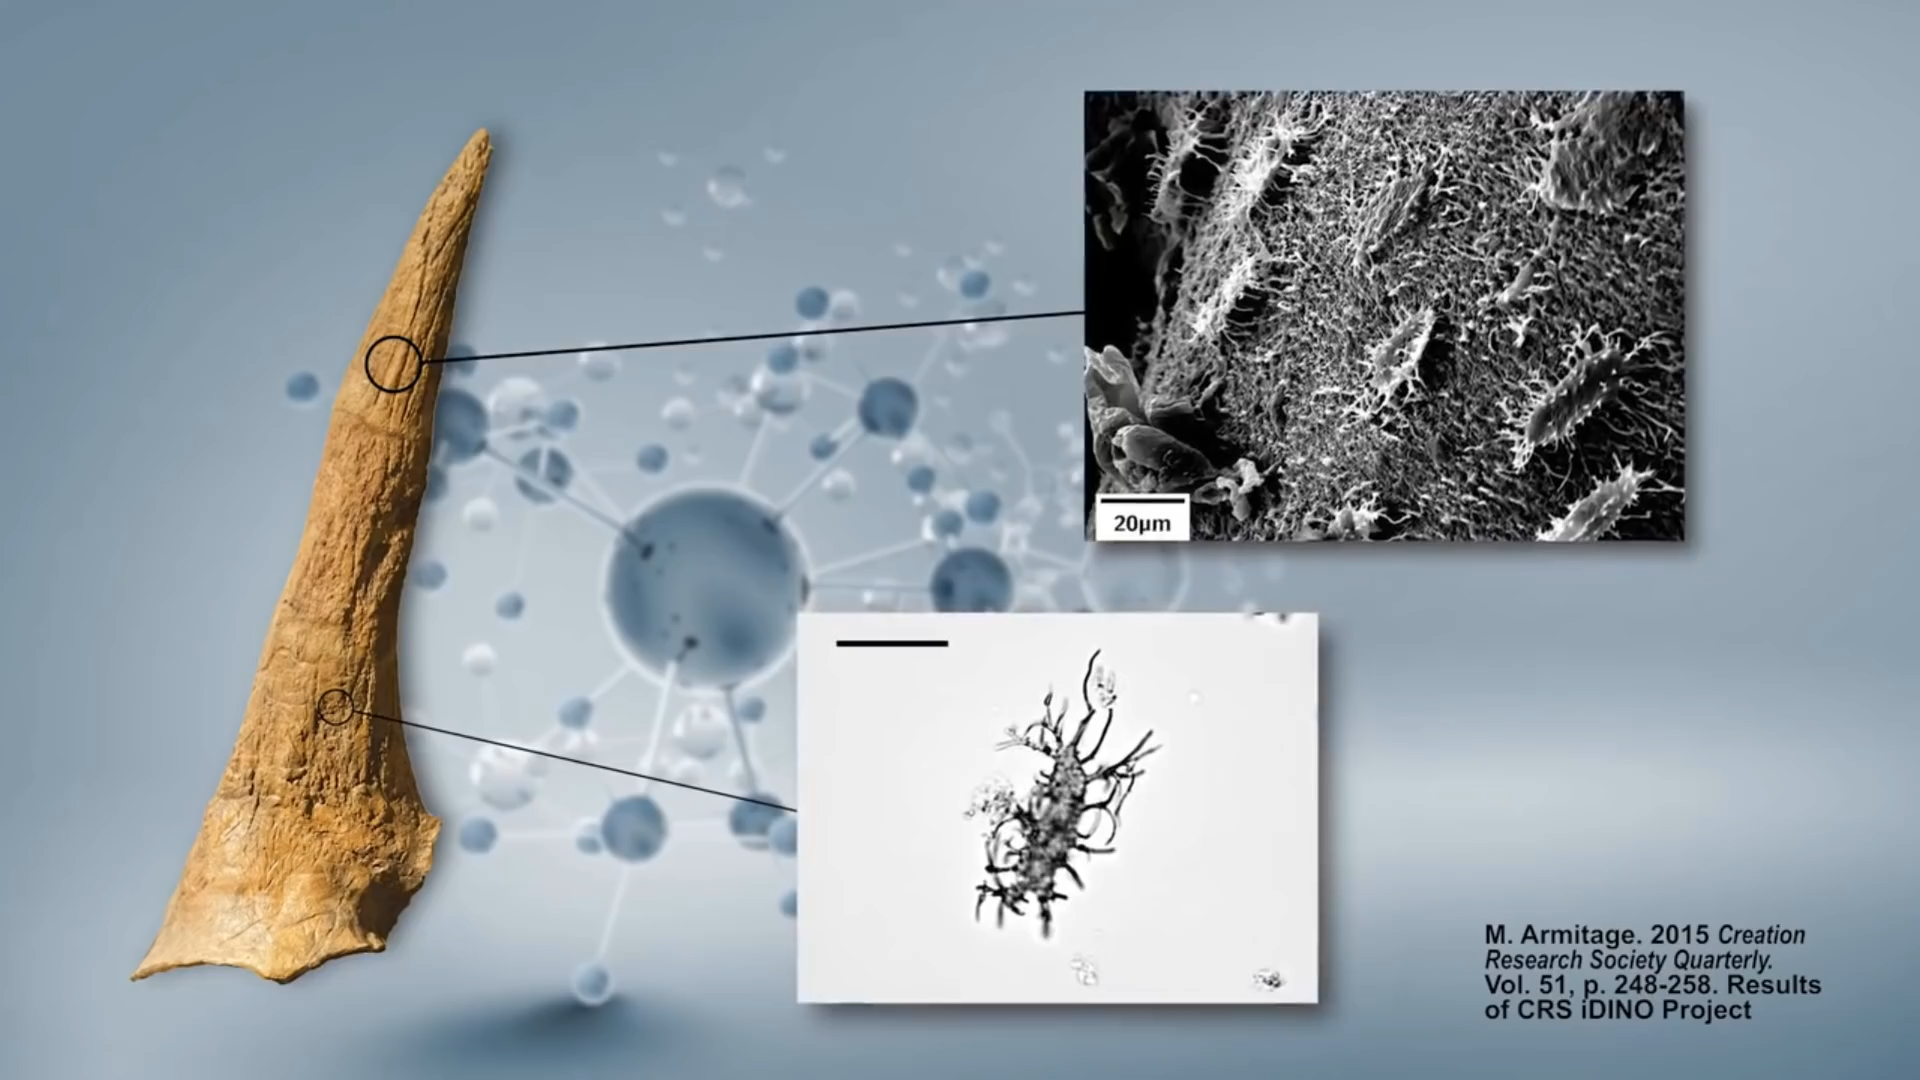 20µm
M. Armitage. 2015 Creation
Research Society Quarterly.
Vol. 51, p. 248-258. Results
of CRS iDINO Project